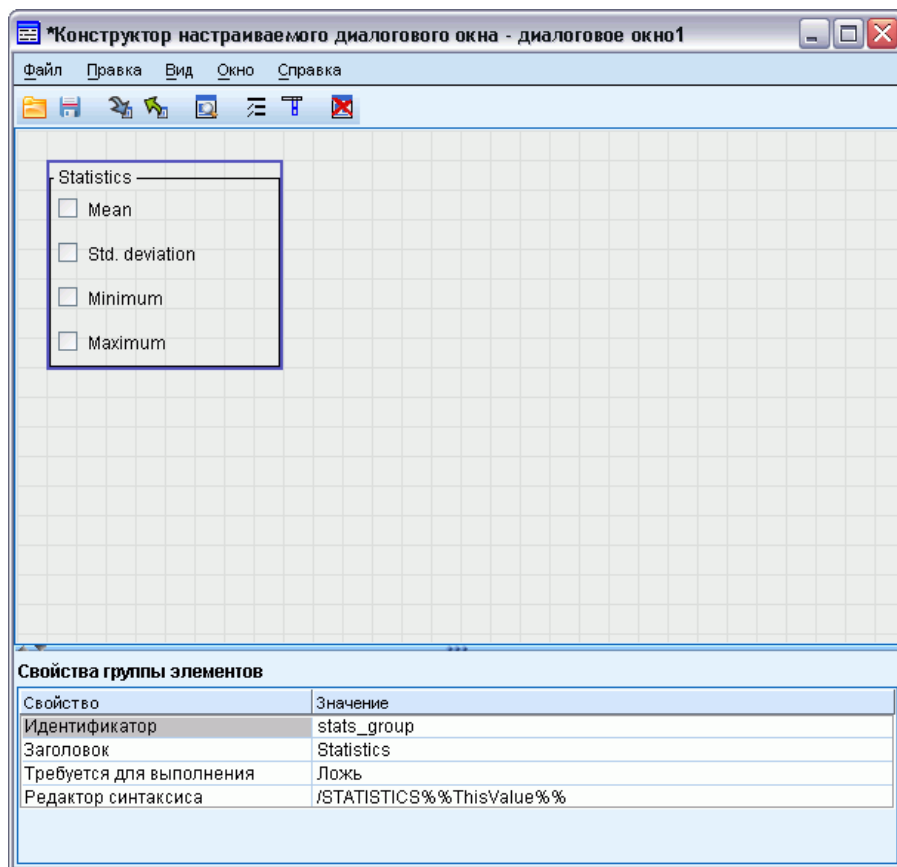 *Конструктор настраиваемого диалогового окна - диалоговое окно1
Файл Правка Вид Окно Справка
Statistics
Mean
Std. deviation
Minimum
Maximum
Свойства группы элементов
Свойство Значение
Идентификатор stats_group
Заголовок Statistics
Требуется для выполнения Ложь
Редактор синтаксиса /STATISTICS%%ThisValue%%